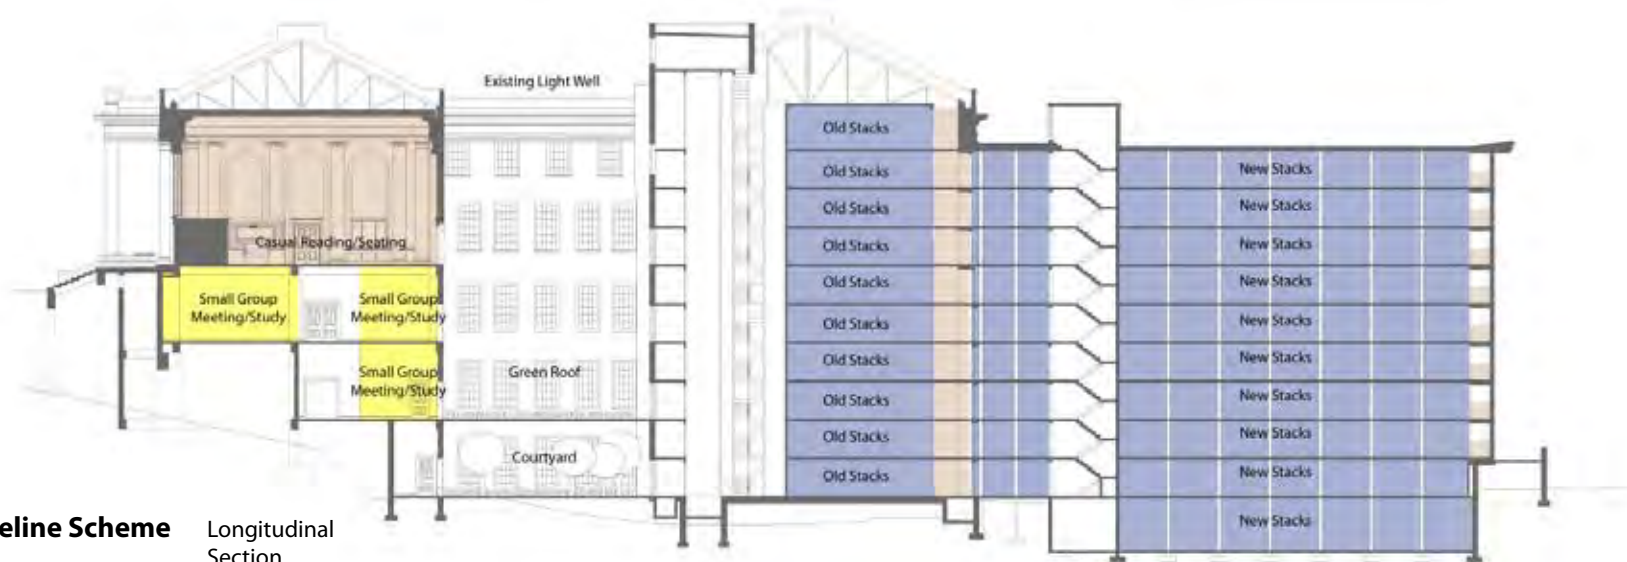 Existing Light Well
Old Stacks
Old Stacks
New Stacks
Old Stacks
New Stacks
Casual Reading/Seating
Old Stacks
New Stacks
Small Group
Meeting/Study
Small Group
Meeting/Study
Old Stacks
New Stacks
Old Stacks
New Stacks
Small Group
Meeting/Study
Green Roof
Old Stacks
New Stacks
Old Stacks
New Stacks
Courtyard
Old Stacks
New Stacks
Old Stacks
New Stacks
New Stacks
eline Scheme
Longitudinal
Section